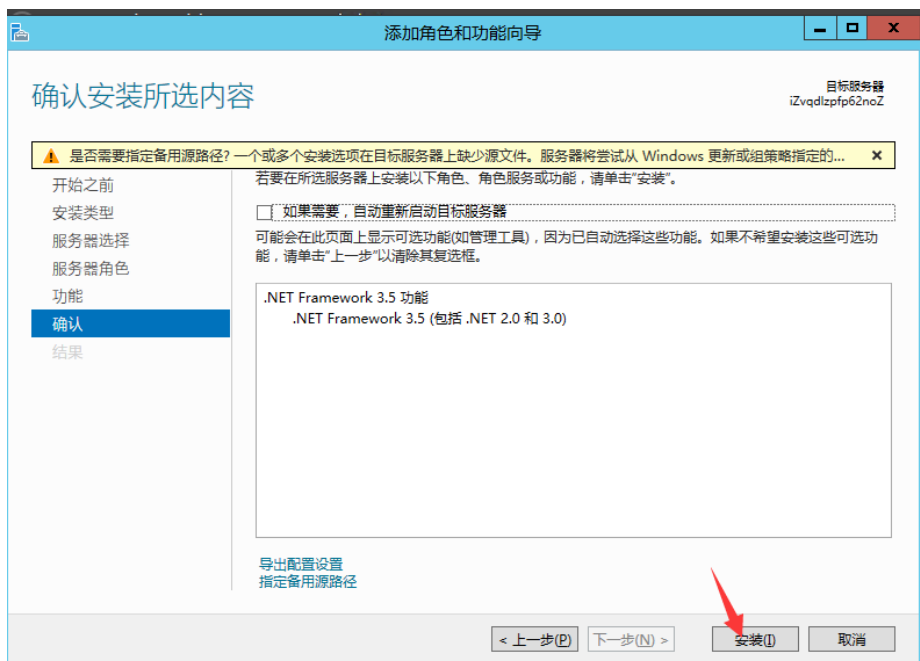 添加角色和功能向导
确认安装所选内容
目标服务器
iZvqdlzpfp62noZ
是否需要指定备用源路径? 一个或多个安装选项在目标服务器上缺少源文件。服务器将尝试从 Windows 更新或组策略指定的...
开始之前
安装类型
服务器选择
服务器角色
功能
确认
结果
若要在所选服务器上安装以下角色、角色服务或功能，请单击"安装"。
如果需要，自动重新启动目标服务器
可能会在此页面上显示可选功能(如管理工具)，因为已自动选择这些功能。如果不希望安装这些可选功
能，请单击"上一步"以清除其复选框。
.NET Framework 3.5 功能
.NET Framework 3.5 (包括 .NET 2.0 和 3.0)
导出配置设置
指定备用源路径
< 上一步(P)
下一步(N) >
安装(I)
取消